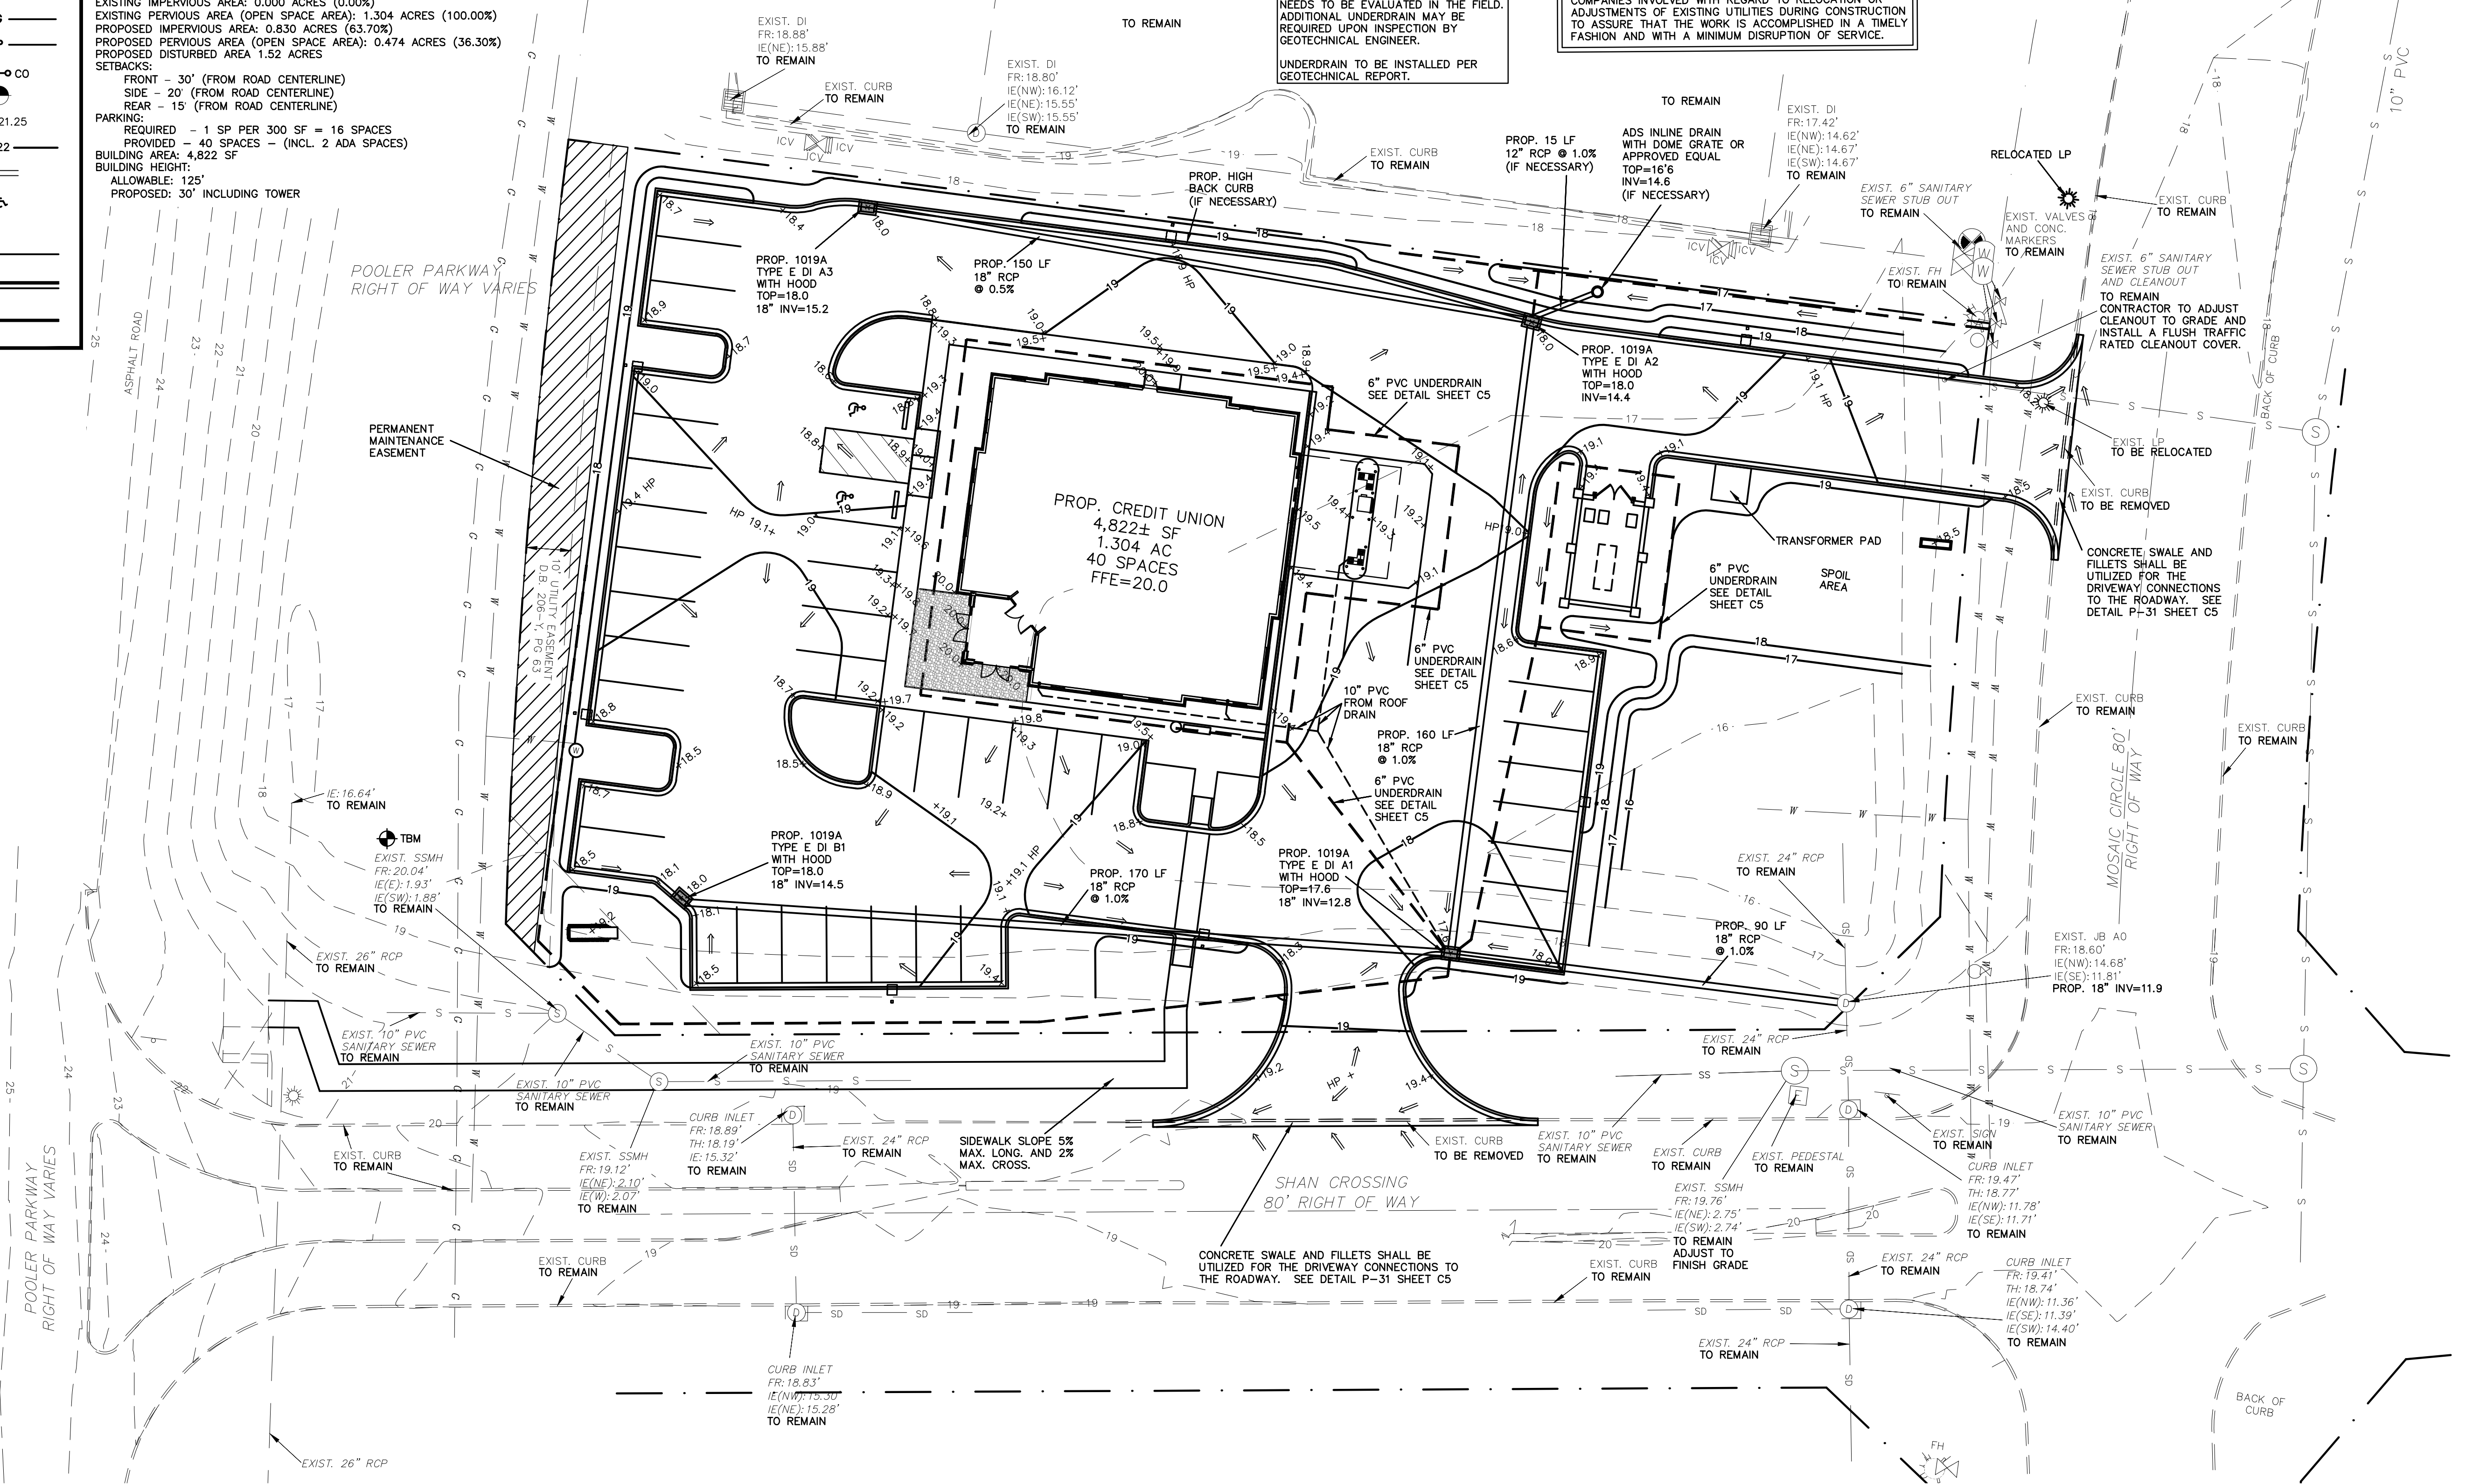 EXISTING IMPERVIOUS AREA: 0.000 ACRES (0.00%)
EXISTING PERVIOUS AREA (OPEN SPACE AREA): 1.304 ACRES (100.00%)
PROPOSED IMPERVIOUS AREA: 0.830 ACRES (63.70%)
PROPOSED PERVIOUS AREA (OPEN SPACE AREA): 0.474 ACRES (36.30%)
PROPOSED DISTURBED AREA 1.52 ACRES
SETBACKS:
FRONT – 30' (FROM ROAD CENTERLINE)
SIDE – 20' (FROM ROAD CENTERLINE)
REAR – 15' (FROM ROAD CENTERLINE)
PARKING:
REQUIRED – 1 SP PER 300 SF = 16 SPACES
PROVIDED – 40 SPACES – (INCL. 2 ADA SPACES)
BUILDING AREA: 4,822 SF
BUILDING HEIGHT:
ALLOWABLE: 125'
PROPOSED: 30' INCLUDING TOWER
CO
21.25
22
EXIST. DI
FR: 18.88'
IE(NE): 15.88'
TO REMAIN
EXIST. CURB
TO REMAIN
EXIST. DI
FR: 18.80'
IE(NW): 16.12'
IE(NE): 15.55'
IE(SW): 15.55'
TO REMAIN
TO REMAIN
NEEDS TO BE EVALUATED IN THE FIELD.
ADDITIONAL UNDERDRAIN MAY BE
REQUIRED UPON INSPECTION BY
GEOTECHNICAL ENGINEER.
UNDERDRAIN TO BE INSTALLED PER
GEOTECHNICAL REPORT.
COMPANIES INVOLVED WITH REGARD TO RELOCATION OR
ADJUSTMENTS OF EXISTING UTILITIES DURING CONSTRUCTION
TO ASSURE THAT THE WORK IS ACCOMPLISHED IN A TIMELY
FASHION AND WITH A MINIMUM DISRUPTION OF SERVICE.
10" PVC
EXIST. CURB
TO REMAIN
PROP. 15 LF
12" RCP @ 1.0%
(IF NECESSARY)
ADS INLINE DRAIN
WITH DOME GRATE OR
APPROVED EQUAL
TOP=16'6
INV=14.6
(IF NECESSARY)
TO REMAIN
EXIST. DI
FR: 17.42'
IE(NW): 14.62'
IE(NE): 14.67'
IE(SW): 14.67'
TO REMAIN
RELOCATED LP
EXIST. 6" SANITARY
SEWER STUB OUT
TO REMAIN
EXIST. VALVES
AND CONC.
MARKERS
TO REMAIN
EXIST. CURB
TO REMAIN
EXIST. FH
TO REMAIN
EXIST. 6" SANITARY
SEWER STUB OUT
AND CLEANOUT
TO REMAIN
CONTRACTOR TO ADJUST
CLEANOUT TO GRADE AND
INSTALL A FLUSH TRAFFIC
RATED CLEANOUT COVER.
BACK OF CURB
POOLER PARKWAY
RIGHT OF WAY VARIES
ASPHALT ROAD
PERMANENT
MAINTENANCE
EASEMENT
10' UTILITY EASEMENT
D.B. 206-Y, PG 63
PROP. 1019A
TYPE E DI A3
WITH HOOD
TOP=18.0
18" INV=15.2
PROP. 150 LF
18" RCP
@ 0.5%
PROP. HIGH
BACK CURB
(IF NECESSARY)
PROP. 1019A
TYPE E DI A2
WITH HOOD
TOP=18.0
INV=14.4
6" PVC UNDERDRAIN
SEE DETAIL SHEET C5
PROP. CREDIT UNION
4,822± SF
1.304 AC
40 SPACES
FFE=20.0
EXIST. LP
TO BE RELOCATED
EXIST. CURB
TO BE REMOVED
TRANSFORMER PAD
SPOIL
AREA
6" PVC
UNDERDRAIN
SEE DETAIL
SHEET C5
CONCRETE SWALE AND
FILLETS SHALL BE
UTILIZED FOR THE
DRIVEWAY CONNECTIONS
TO THE ROADWAY. SEE
DETAIL P-31 SHEET C5
6" PVC
UNDERDRAIN
SEE DETAIL
SHEET C5
10" PVC
FROM ROOF
DRAIN
PROP. 160 LF
18" RCP
@ 1.0%
6" PVC
UNDERDRAIN
SEE DETAIL
SHEET C5
EXIST. CURB
TO REMAIN
EXIST. CURB
TO REMAIN
MOSAIC CIRCLE 80'
RIGHT OF WAY
IE: 16.64'
TO REMAIN
TBM
EXIST. SSMH
FR: 20.04'
IE(E): 1.93'
IE(SW): 1.88'
TO REMAIN
PROP. 1019A
TYPE E DI B1
WITH HOOD
TOP=18.0
18" INV=14.5
PROP. 170 LF
18" RCP
@ 1.0%
PROP. 1019A
TYPE E DI A1
WITH HOOD
TOP=17.6
18" INV=12.8
EXIST. 24" RCP
TO REMAIN
PROP. 90 LF
18" RCP
@ 1.0%
EXIST. JB A0
FR: 18.60'
IE(NW): 14.68'
IE(SE): 11.81'
PROP. 18" INV=11.9
EXIST. 26" RCP
TO REMAIN
EXIST. 10" PVC
SANITARY SEWER
TO REMAIN
EXIST. 10" PVC
SANITARY SEWER
TO REMAIN
EXIST. 10" PVC
SANITARY SEWER
TO REMAIN
EXIST. 24" RCP
TO REMAIN
EXIST. CURB
TO REMAIN
EXIST. SSMH
FR: 19.12'
IE(NE): 2.10'
IE(W): 2.07'
TO REMAIN
CURB INLET
FR: 18.89'
TH: 18.19'
IE: 15.32'
TO REMAIN
EXIST. 24" RCP
TO REMAIN
SIDEWALK SLOPE 5%
MAX. LONG. AND 2%
MAX. CROSS.
EXIST. CURB
TO BE REMOVED
EXIST. 10" PVC
SANITARY SEWER
TO REMAIN
EXIST. CURB
TO REMAIN
EXIST. PEDESTAL
TO REMAIN
EXIST. SIGN
TO REMAIN
EXIST. 10" PVC
SANITARY SEWER
TO REMAIN
CURB INLET
FR: 19.47'
TH: 18.77'
IE(NW): 11.78'
IE(SE): 11.71'
TO REMAIN
POOLER PARKWAY
RIGHT OF WAY VARIES
SHAN CROSSING
80' RIGHT OF WAY
EXIST. SSMH
FR: 19.76'
IE(NE): 2.75'
IE(SW): 2.74'
TO REMAIN
ADJUST TO
FINISH GRADE
EXIST. CURB
TO REMAIN
CONCRETE SWALE AND FILLETS SHALL BE
UTILIZED FOR THE DRIVEWAY CONNECTIONS TO
THE ROADWAY. SEE DETAIL P-31 SHEET C5
EXIST. CURB
TO REMAIN
EXIST. 24" RCP
TO REMAIN
CURB INLET
FR: 19.41'
TH: 18.74'
IE(NW): 11.36'
IE(SE): 11.39'
IE(SW): 14.40'
TO REMAIN
EXIST. 24" RCP
TO REMAIN
CURB INLET
FR: 18.83'
IE(NW): 15.30'
IE(NE): 15.28'
TO REMAIN
EXIST. 26" RCP
BACK OF
CURB
FH